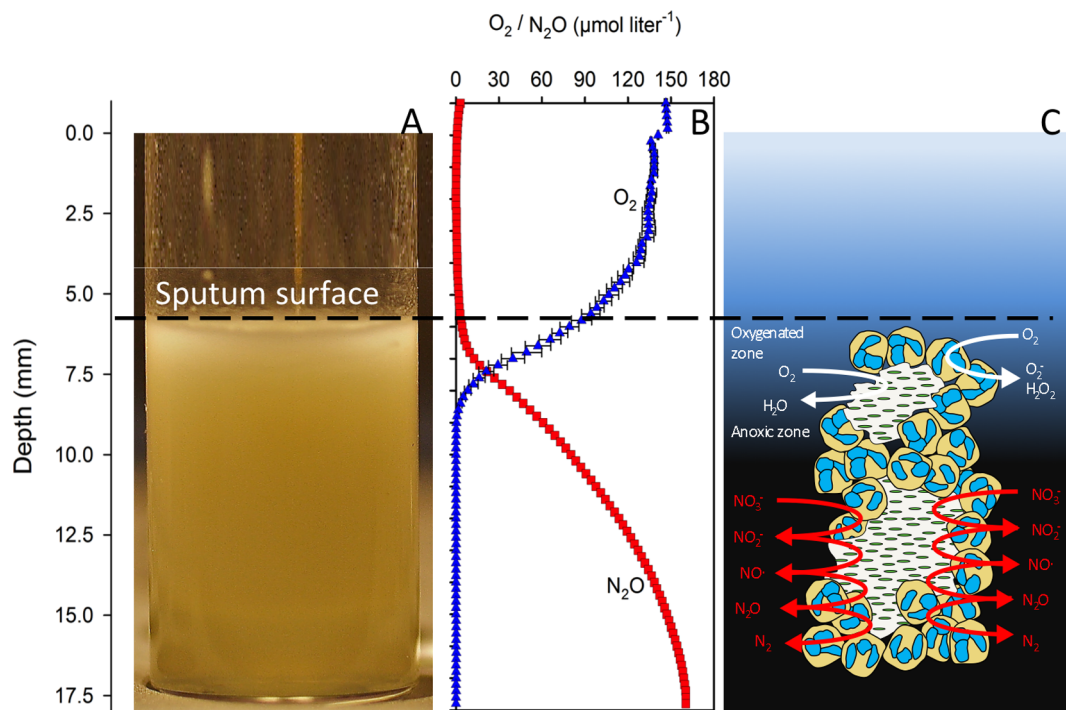 O₂ / N₂O (µmol liter⁻¹)
0 30 60 90 120 150 180
A
B
C
Depth (mm)
0.0
2.5
5.0
7.5
10.0
12.5
15.0
17.5
Sputum surface
O₂
N₂O
Oxygenated
zone
O₂
O₂
O₂⁻
H₂O₂
H₂O
Anoxic zone
NO₃⁻
NO₂⁻
NO·
N₂O
N₂
NO₃⁻
NO₂⁻
NO·
N₂O
N₂